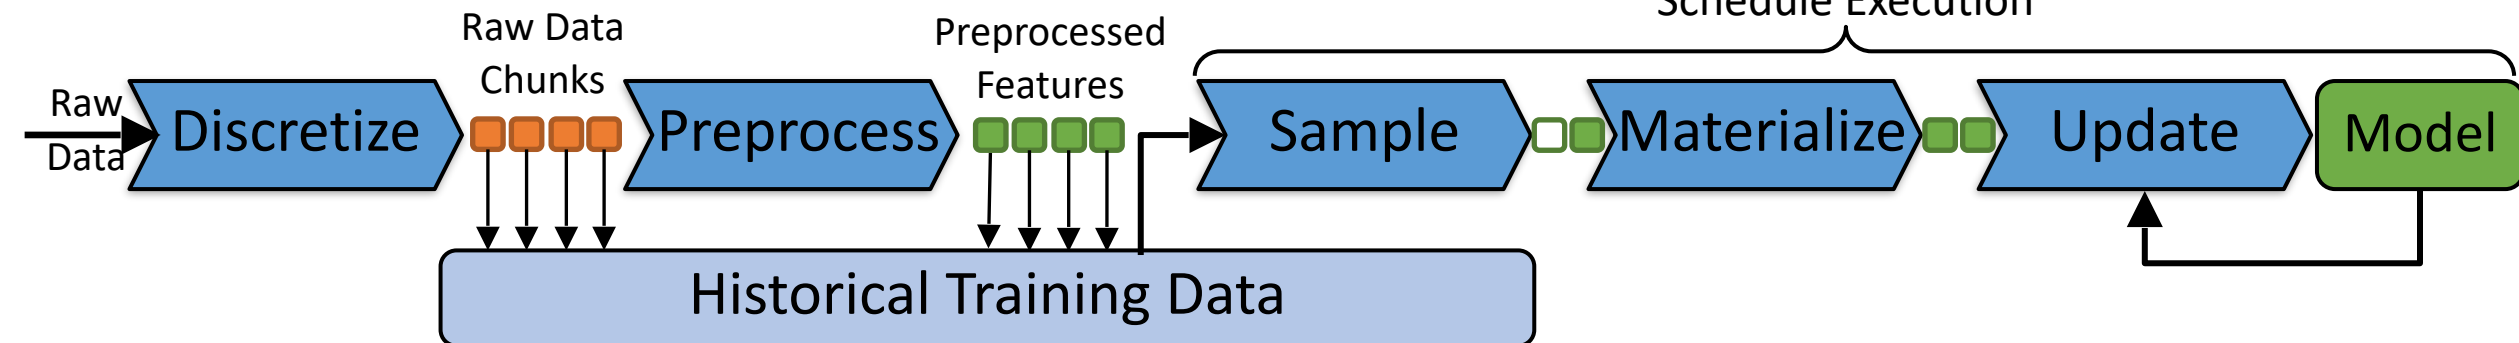 Schedule Execution
Raw Data
Chunks
Preprocessed
Features
Raw
Data
Discretize
Preprocess
Sample
Materialize
Update
Model
Historical Training Data